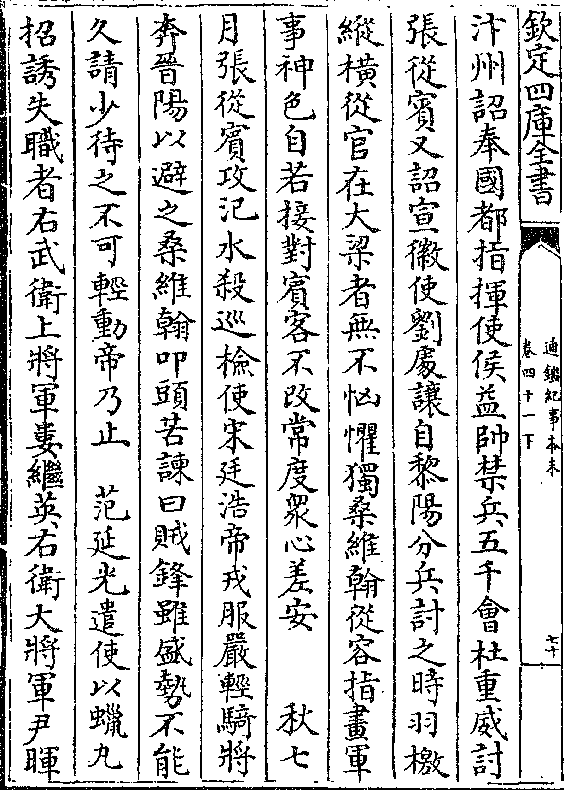 欽定四庫全書
通鑑紀事本末
卷四十一下
七十
汴州詔奉國都指揮使侯益帥禁兵五千會杜重威討
張從賓又詔宣徽使劉處讓自黎陽分兵討之時羽檄
縱橫從官在大梁者無不恟懼獨桑維翰從容指畫軍
事神色自若接對賓客不改常度衆心差安　秋七
月張從賓攻汜水殺巡檢使宋廷浩帝戎服嚴輕騎將
奔晉陽以避之桑維翰叩頭苦諫曰賊鋒雖盛勢不能
久請少待之不可輕動帝乃止　范延光遣使以蠟丸
招誘失職者右武衛上將軍婁繼英右衛大將軍尹暉